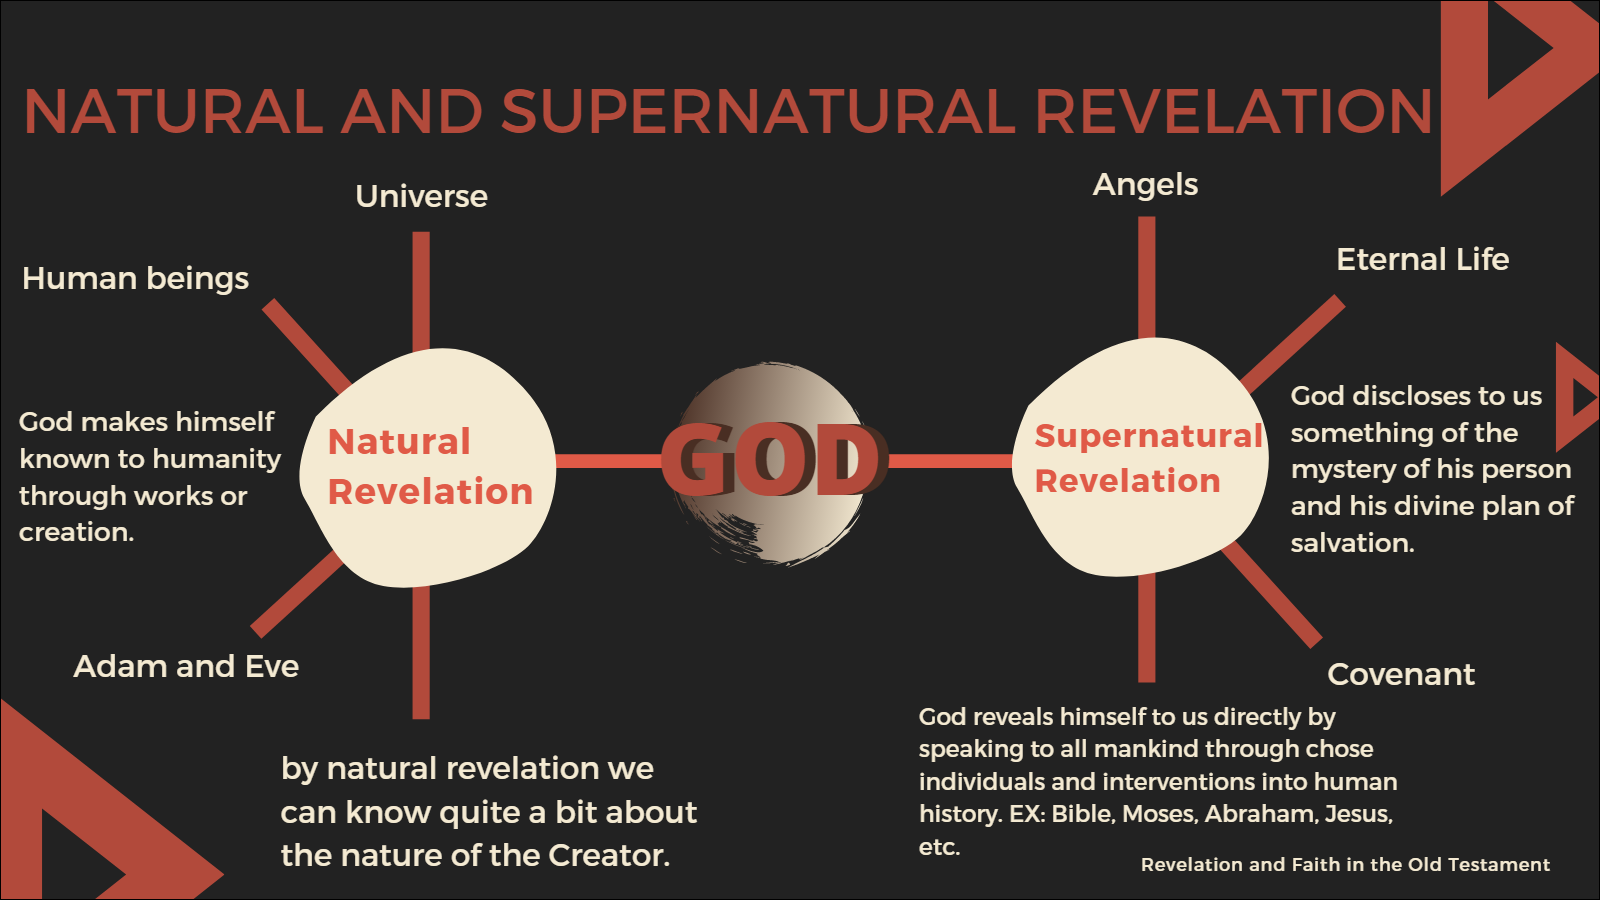 NATURAL AND SUPERNATURAL REVELATION
Universe
Human beings
God makes himself
known to humanity
through works or
creation.
Natural
Revelation
Adam and Eve
by natural revelation we
can know quite a bit about
the nature of the Creator.
GOD
Angels
Eternal Life
Supernatural
Revelation
God discloses to us
something of the
mystery of his person
and his divine plan of
salvation.
Covenant
God reveals himself to us directly by
speaking to all mankind through chose
individuals and interventions into human
history. EX: Bible, Moses, Abraham, Jesus,
etc.
Revelation and Faith in the Old Testament